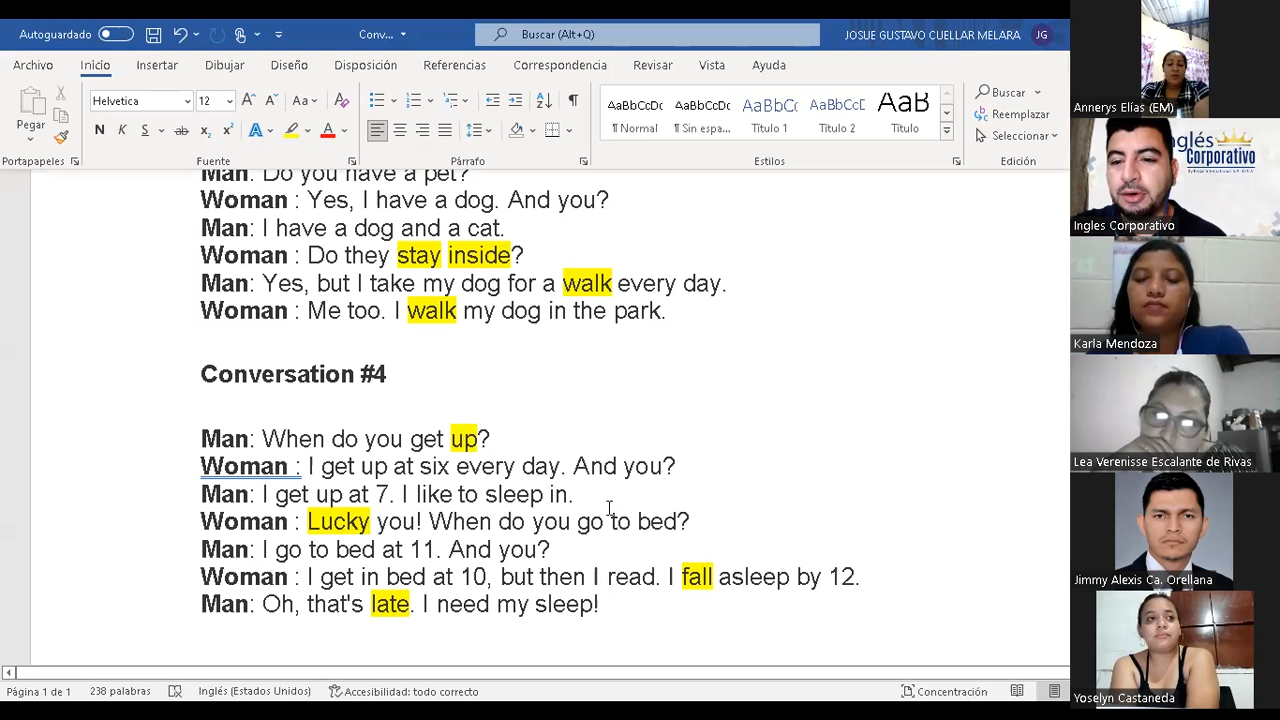 Autoguardado
Conv...
Buscar (Alt+Q)
JOSUE GUSTAVO CUELLAR MELARA
JG
Archivo
Inicio
Insertar
Dibujar
Diseño
Disposición
Referencias
Correspondencia
Revisar
Vista
Ayuda
Pegar
Helvetica
12
N K S ab x₂ x² A A
Aa
AaBbCcDc AaBbCcDc AaBbCcD AaBbCcD AaB
¶ Normal
¶ Sin espa...
Título 1
Título 2
Título
Buscar
Reemplazar
Seleccionar
Portapapeles
Fuente
Párrafo
Estilos
Edición
Man: Do you have a pet?
Woman : Yes, I have a dog. And you?
Man: I have a dog and a cat.
Woman : Do they stay inside?
Man: Yes, but I take my dog for a walk every day.
Woman : Me too. I walk my dog in the park.
Conversation #4
Man: When do you get up?
Woman : I get up at six every day. And you?
Man: I get up at 7. I like to sleep in.
Woman : Lucky you! When do you go to bed?
Man: I go to bed at 11. And you?
Woman : I get in bed at 10, but then I read. I fall asleep by 12.
Man: Oh, that's late. I need my sleep!
Página 1 de 1
238 palabras
Inglés (Estados Unidos)
Accesibilidad: todo correcto
Concentración
Annerys Elías (EM)
Inglés
Corporativo
Ingles Corporativo
Karla Mendoza
Lea Verenisse Escalante de Rivas
Jimmy Alexis Ca. Orellana
Yoselyn Castaneda